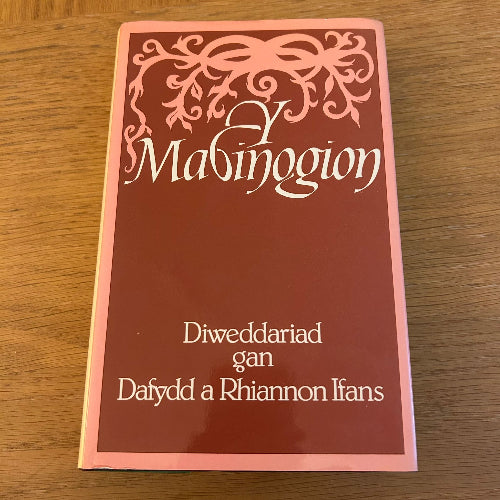 Y
Mabinogion
Diweddariad
gan
Dafydd a Rhiannon Ifans